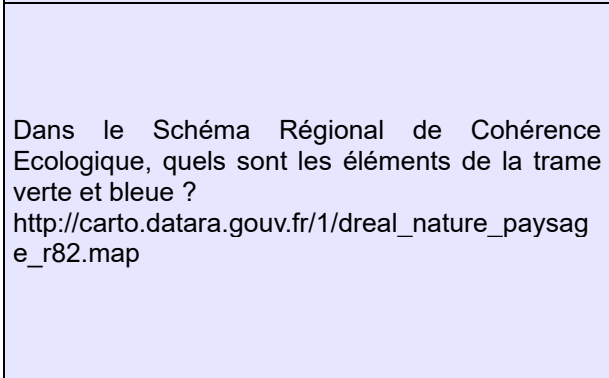 Dans le Schéma Régional de Cohérence
Ecologique, quels sont les éléments de la trame
verte et bleue ?
http://carto.datara.gouv.fr/1/dreal_nature_paysag
e_r82.map